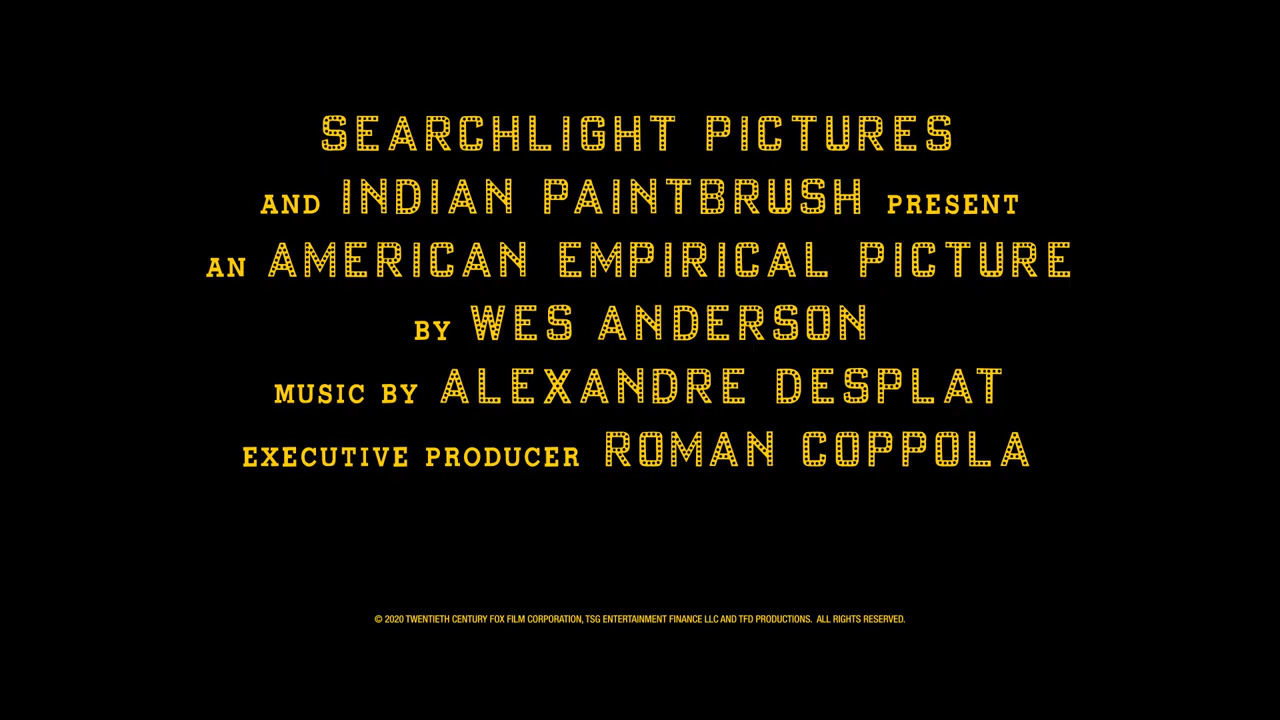 SEARCHLIGHT PICTURES
AND INDIAN PAINTBRUSH PRESENT
AN AMERICAN EMPIRICAL PICTURE
BY WES ANDERSON
MUSIC BY ALEXANDRE DESPLAT
EXECUTIVE PRODUCER ROMAN COPPOLA
© 2020 TWENTIETH CENTURY FOX FILM CORPORATION, TSG ENTERTAINMENT FINANCE LLC AND TFD PRODUCTIONS. ALL RIGHTS RESERVED.